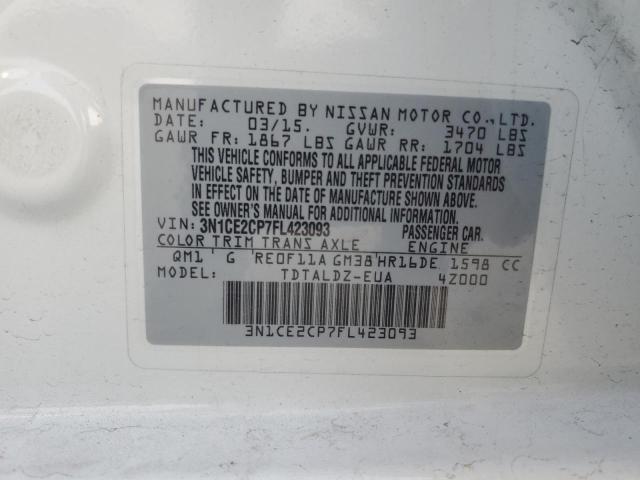 MANUFACTURED BY NISSAN MOTOR CO.,LTD.
DATE: 03/15. GVWR: 3470 LBS
GAWR FR: 1867 LBS GAWR RR: 1704 LBS
THIS VEHICLE CONFORMS TO ALL APPLICABLE FEDERAL MOTOR
VEHICLE SAFETY, BUMPER AND THEFT PREVENTION STANDARDS
IN EFFECT ON THE DATE OF MANUFACTURE SHOWN ABOVE.
SEE OWNER'S MANUAL FOR ADDITIONAL INFORMATION.
VIN: 3N1CE2CP7FL423093 PASSENGER CAR.
COLOR TRIM TRANS AXLE ENGINE
QM1 G RE0F11A GM38 HR16DE 1598 CC
MODEL: TDTALDZ-EUA 4Z000
3N1CE2CP7FL423093